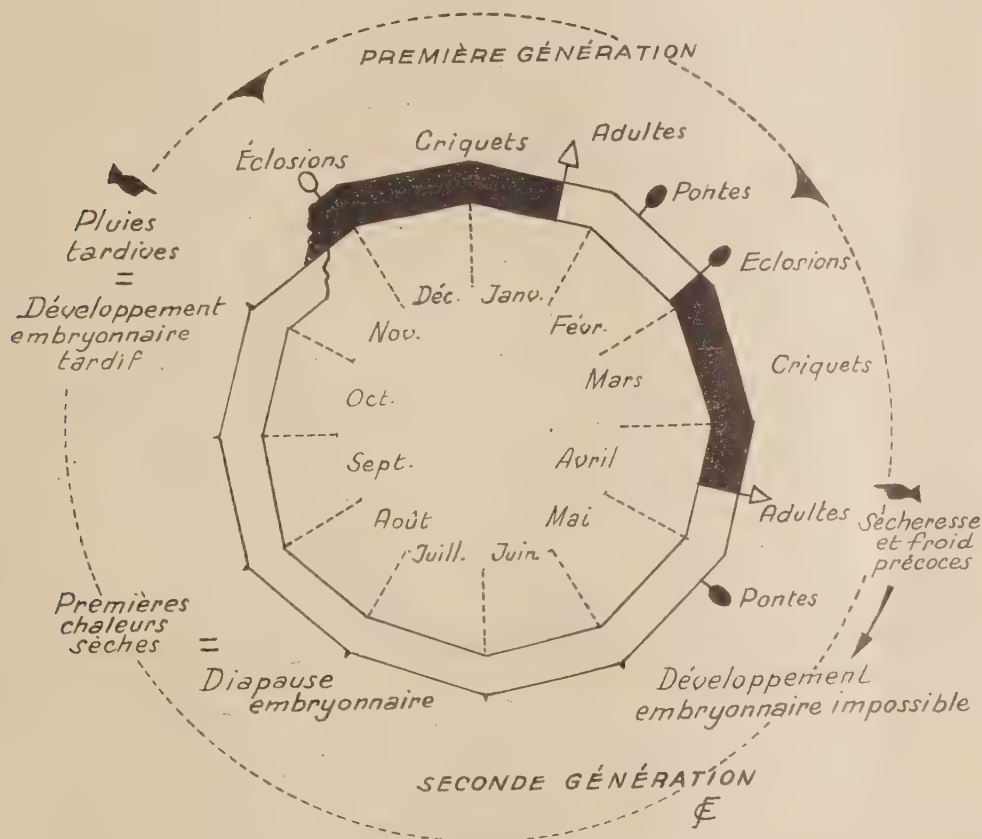 PREMIÈRE GÉNÉRATION
Éclosions
Criquets
Adultes
Pontes
Eclosions
Criquets
Adultes
Pontes
Pluies
tardives
=
Développement
embryonnaire
tardif
Déc.
Janv.
Févr.
Mars
Avril
Mai
Juin
Juill.
Août
Sept.
Oct.
Nov.
Sécheresse
et froid
précoces
Développement
embryonnaire impossible
Premières
chaleurs
sèches
=
Diapause
embryonnaire
SECONDE GÉNÉRATION